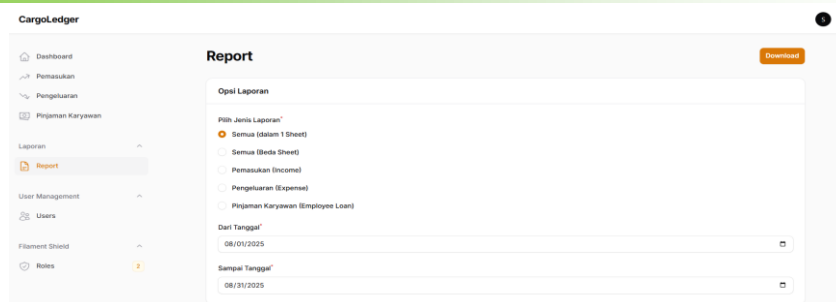 CargoLedger
S
Dashboard
Pemasukan
Pengeluaran
Pinjaman Karyawan
Laporan
Report
User Management
Users
Filament Shield
Roles
2
Report
Download
Opsi Laporan
Pilih Jenis Laporan*
Semua (dalam 1 Sheet)
Semua (Beda Sheet)
Pemasukan (Income)
Pengeluaran (Expense)
Pinjaman Karyawan (Employee Loan)
Dari Tanggal*
08/01/2025
Sampai Tanggal*
08/31/2025